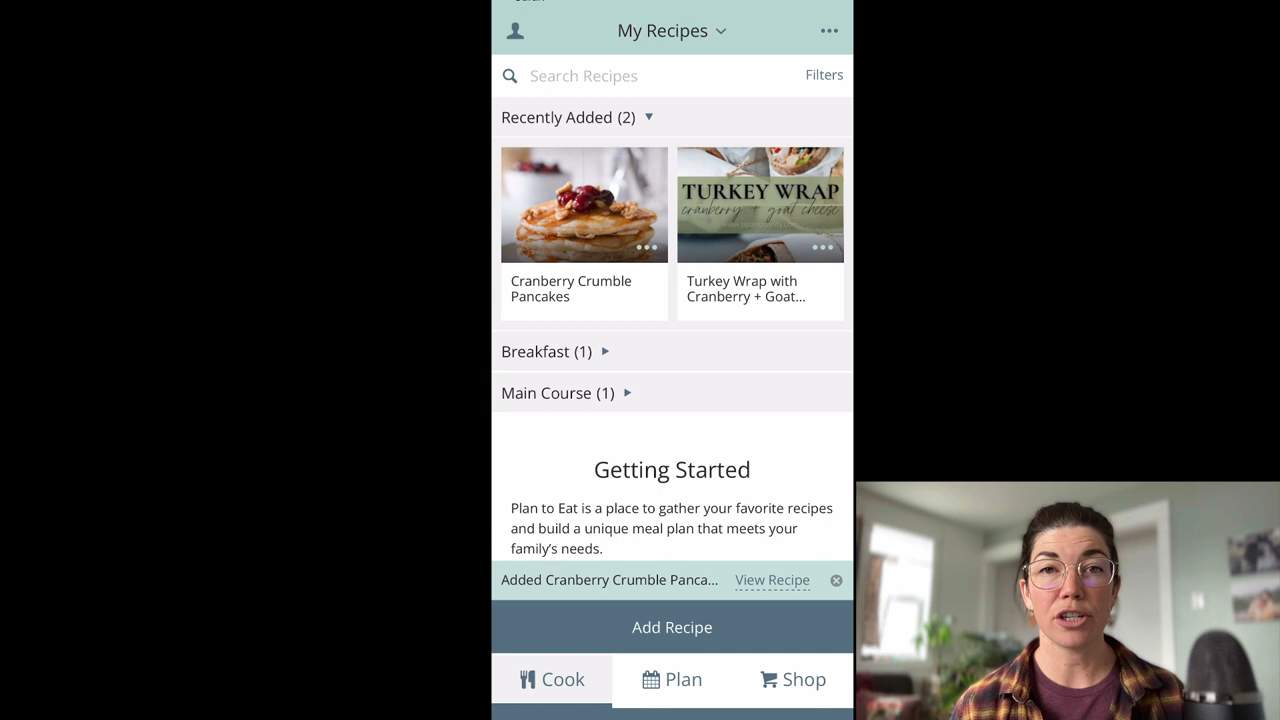 My Recipes
Search Recipes
Filters
Recently Added (2)
TURKEY WRAP
cranberry + goat cheese
Cranberry Crumble
Pancakes
Turkey Wrap with
Cranberry + Goat...
Breakfast (1)
Main Course (1)
Getting Started
Plan to Eat is a place to gather your favorite recipes
and build a unique meal plan that meets your
family's needs.
Added Cranberry Crumble Panca...
View Recipe
Add Recipe
Cook
Plan
Shop